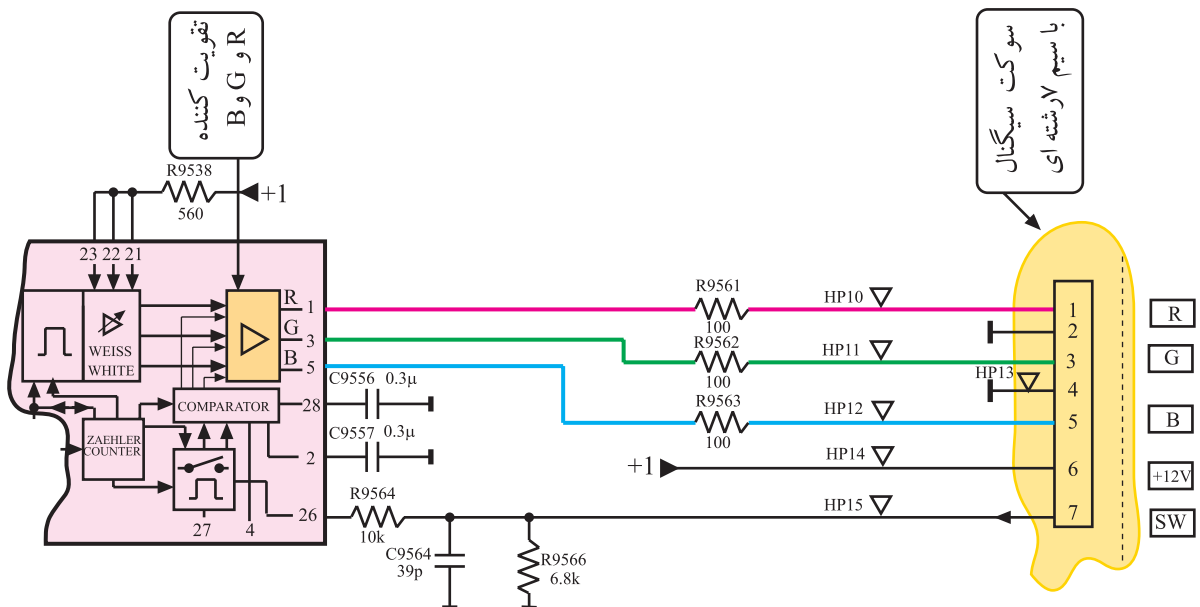 تقویت کننده
R و G و
B
سوکت سیگنال
با سیم ۷ رشته ای
R9538
560
+1
23 22 21
WEISS
WHITE
R
1
G
3
B
5
COMPARATOR
28
ZAEHLER
COUNTER
2
26
27
4
C9556 0.3µ
C9557 0.3µ
R9564
10k
C9564
39p
R9566
6.8k
R9561
100
R9562
100
R9563
100
HP10
HP11
HP13
HP12
HP14
HP15
+1
1
2
3
4
5
6
7
R
G
B
+12V
SW